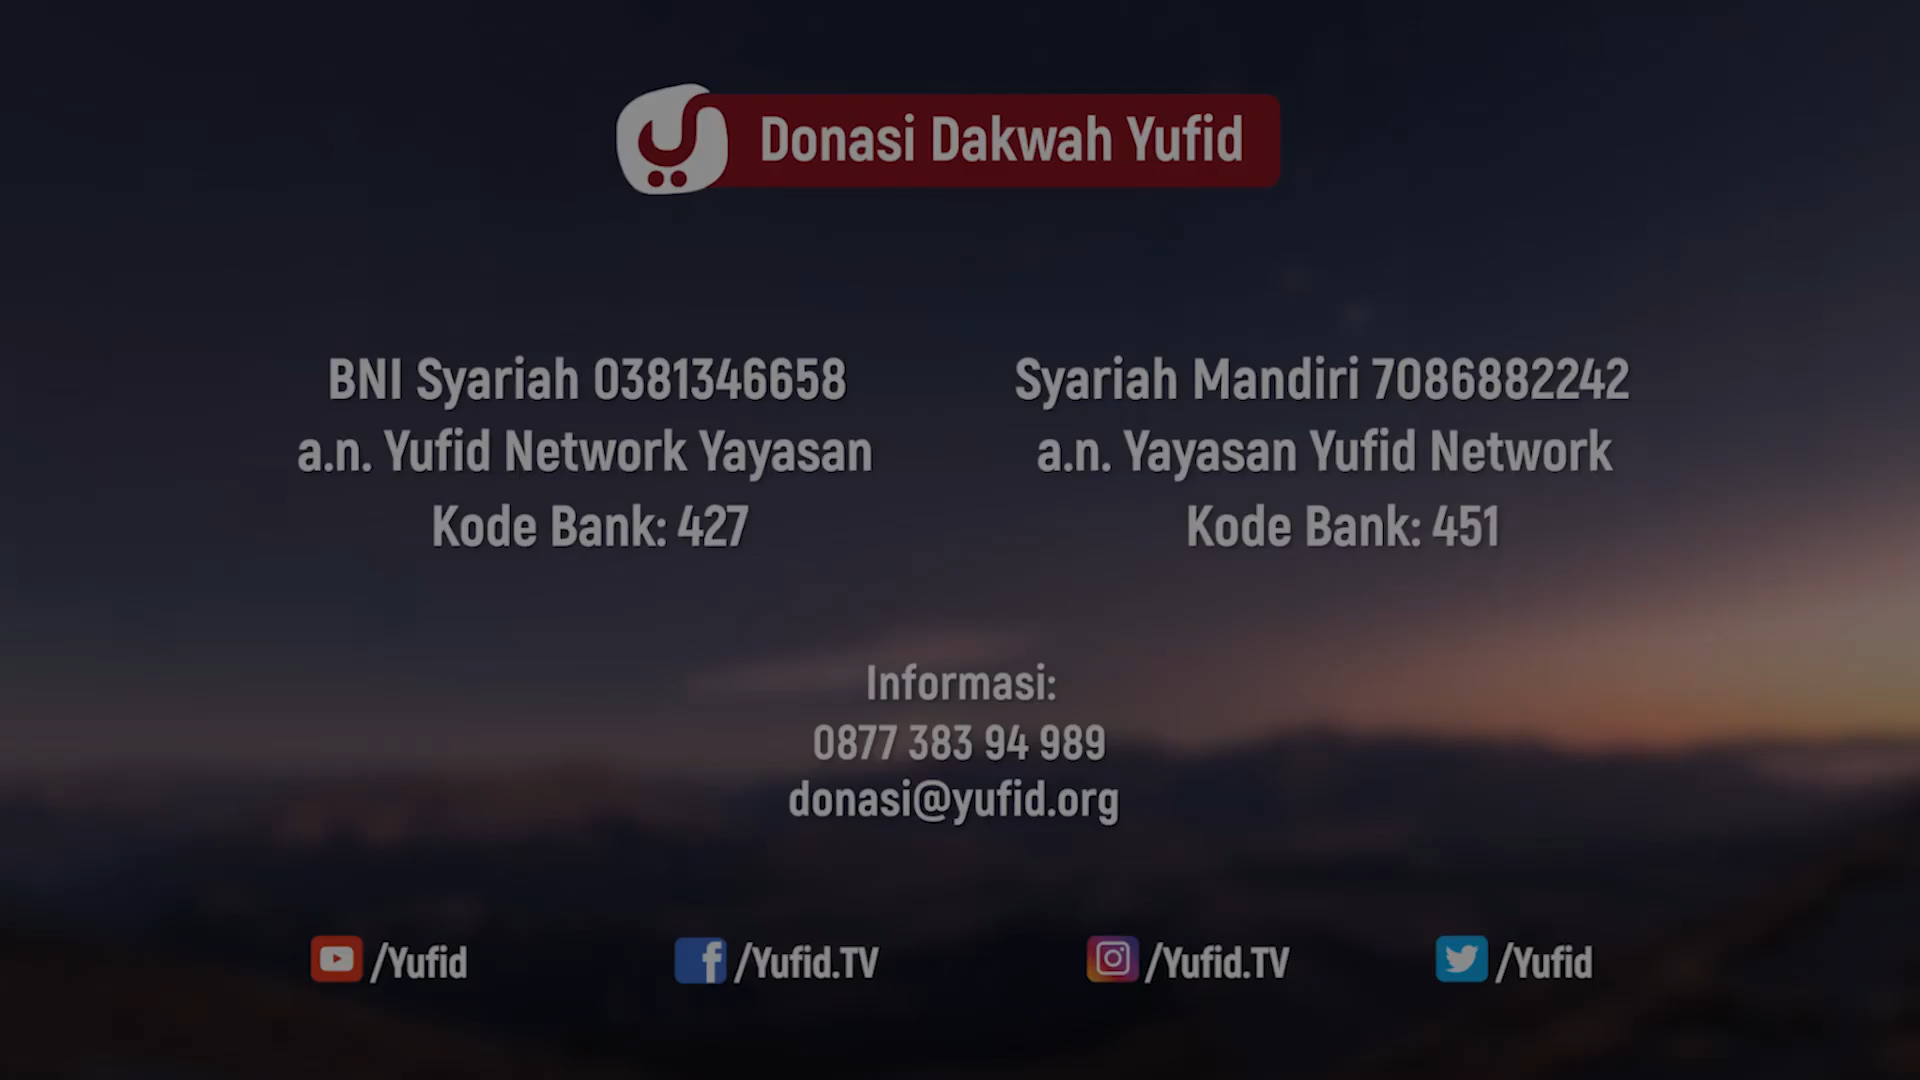 Donasi Dakwah Yufid
BNI Syariah 0381346658
a.n. Yufid Network Yayasan
Kode Bank: 427
Syariah Mandiri 7086882242
a.n. Yayasan Yufid Network
Kode Bank: 451
Informasi:
0877 383 94 989
donasi@yufid.org
/Yufid
/Yufid.TV
/Yufid.TV
/Yufid